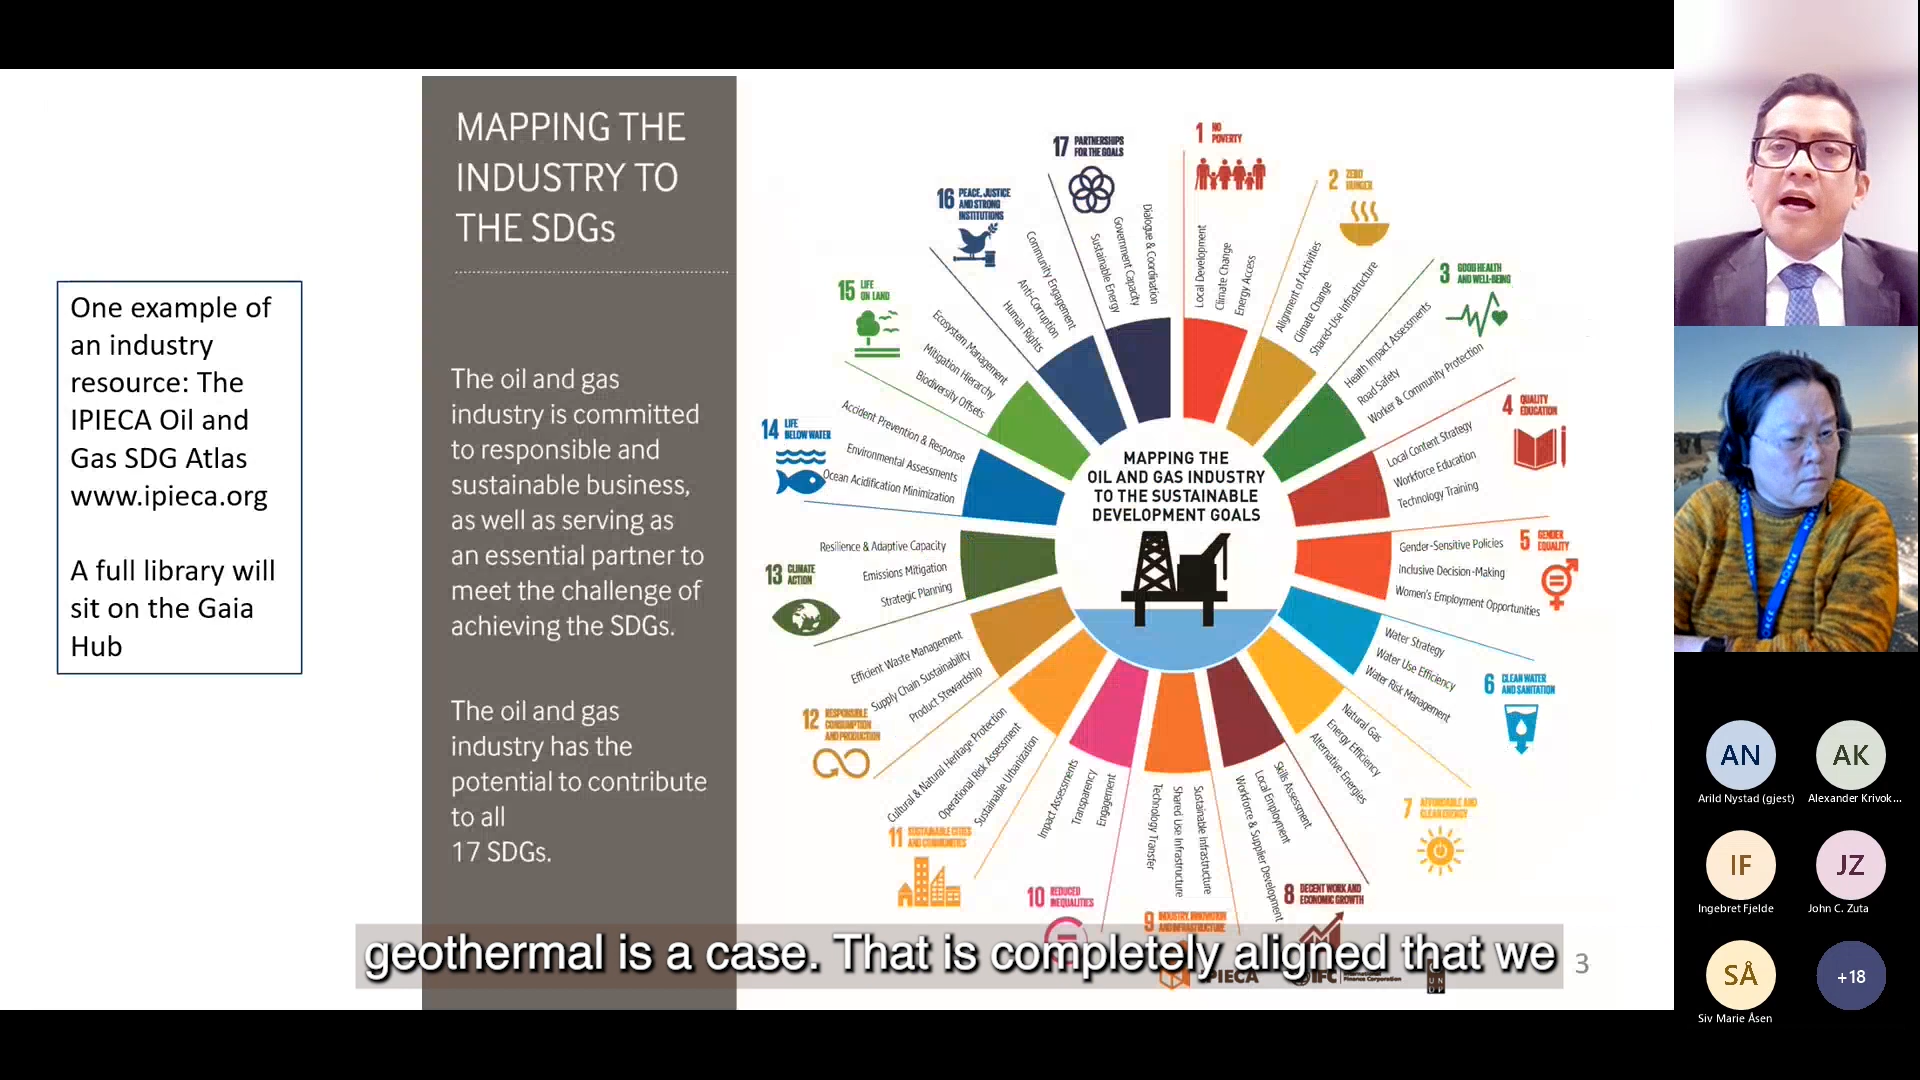 One example of
an industry
resource: The
IPIECA Oil and
Gas SDG Atlas
www.ipieca.org
A full library will
sit on the Gaia
Hub
MAPPING THE
INDUSTRY TO
THE SDGs
The oil and gas
industry is committed
to responsible and
sustainable business,
as well as serving as
an essential partner to
meet the challenge of
achieving the SDGs.
The oil and gas
industry has the
potential to contribute
to all
17 SDGs.
MAPPING THE
OIL AND GAS INDUSTRY
TO THE SUSTAINABLE
DEVELOPMENT GOALS
1 NO
POVERTY
Local Development
Climate Change
Energy Access
2 ZERO
HUNGER
Alignment of Activities
Climate Change
Shared-Use Infrastructure
3 GOOD HEALTH
AND WELL-BEING
Health Impact Assessments
Road Safety
Worker & Community Protection
4 QUALITY
EDUCATION
Local Content Strategy
Workforce Education
Technology Training
5 GENDER
EQUALITY
Gender-Sensitive Policies
Inclusive Decision-Making
Women's Employment Opportunities
6 CLEAN WATER
AND SANITATION
Water Strategy
Water Use Efficiency
Water Risk Management
7 AFFORDABLE AND
CLEAN ENERGY
Natural Gas
Energy Efficiency
Alternative Energies
8 DECENT WORK AND
ECONOMIC GROWTH
Skills Assessment
Local Employment
Workforce & Supplier Development
9 INDUSTRY, INNOVATION
AND INFRASTRUCTURE
Sustainable Infrastructure
Shared Use Infrastructure
Technology Transfer
10 REDUCED
INEQUALITIES
Impact Assessments
Transparency
Engagement
11 SUSTAINABLE CITIES
AND COMMUNITIES
Cultural & Natural Heritage Protection
Operational Risk Assessment
Sustainable Urbanization
12 RESPONSIBLE
CONSUMPTION
AND PRODUCTION
Efficient Waste Management
Supply Chain Sustainability
Product Stewardship
13 CLIMATE
ACTION
Resilience & Adaptive Capacity
Emissions Mitigation
Strategic Planning
14 LIFE
BELOW WATER
Accident Prevention & Response
Environmental Assessments
Ocean Acidification Minimization
15 LIFE
ON LAND
Ecosystem Management
Mitigation Hierarchy
Biodiversity Offsets
16 PEACE, JUSTICE
AND STRONG
INSTITUTIONS
Community Engagement
Anti-Corruption
Human Rights
17 PARTNERSHIPS
FOR THE GOALS
Sustainable Energy
Government Capacity
Dialogue & Coordination
IPIECA
IFC International
Finance Corporation
geothermal is a case. That is completely aligned that we
3
AN
Arild Nystad (gjest)
AK
Alexander Krivok...
IF
Ingebret Fjelde
JZ
John C. Zuta
SÅ
Siv Marie Åsen
+18